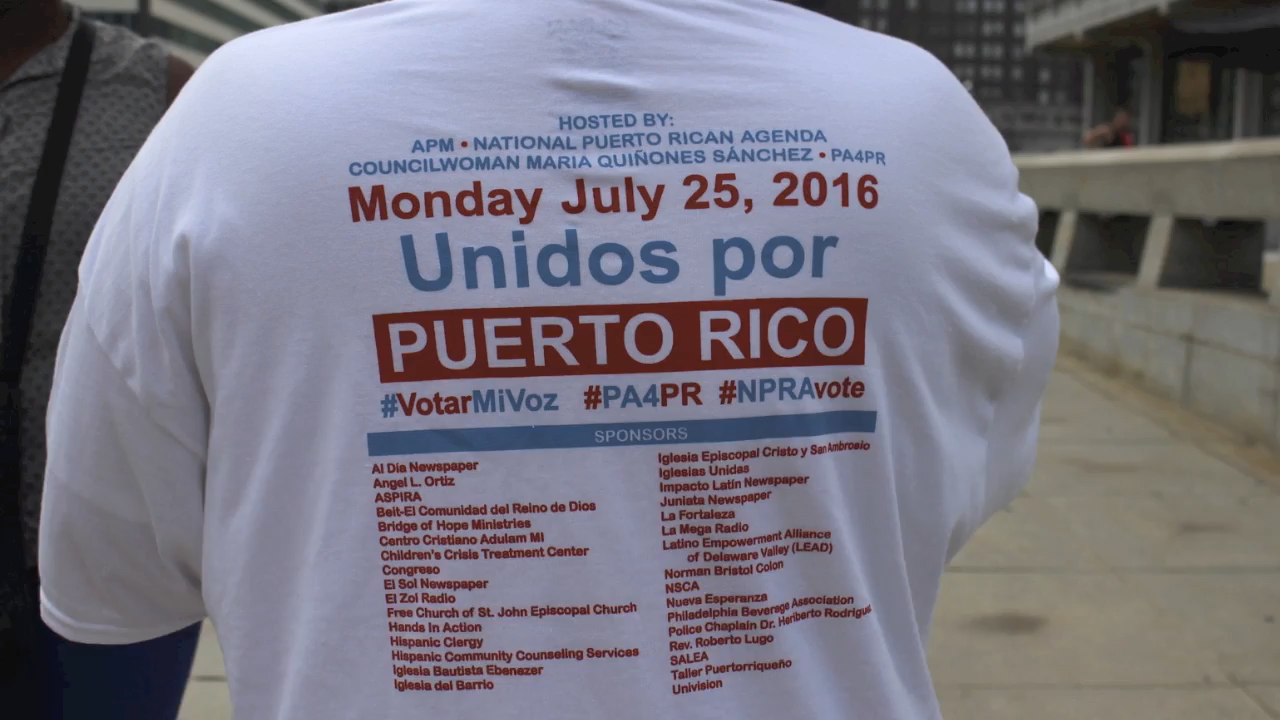 HOSTED BY:
APM • NATIONAL PUERTO RICAN AGENDA
COUNCILWOMAN MARIA QUIÑONES SÁNCHEZ • PA4PR
Monday July 25, 2016
Unidos por
PUERTO RICO
#VotarMiVoz #PA4PR #NPRAvote
SPONSORS
Al Dia Newspaper
Angel L. Ortiz
ASPIRA
Beit-El Comunidad del Reino de Dios
Bridge of Hope Ministries
Centro Cristiano Adulam MI
Children's Crisis Treatment Center
Congreso
El Sol Newspaper
El Zol Radio
Free Church of St. John Episcopal Church
Hands In Action
Hispanic Clergy
Hispanic Community Counseling Services
Iglesia Bautista Ebenezer
Iglesia del Barrio
Iglesia Episcopal Cristo y San Ambrosio
Iglesias Unidas
Impacto Latin Newspaper
Juniata Newspaper
La Fortaleza
La Mega Radio
Latino Empowerment Alliance
of Delaware Valley (LEAD)
Norman Bristol Colon
NSCA
Nueva Esperanza
Philadelphia Beverage Association
Police Chaplain Dr. Heriberto Rodrigu
Rev. Roberto Lugo
SALEA
Taller Puertorriqueño
Univision